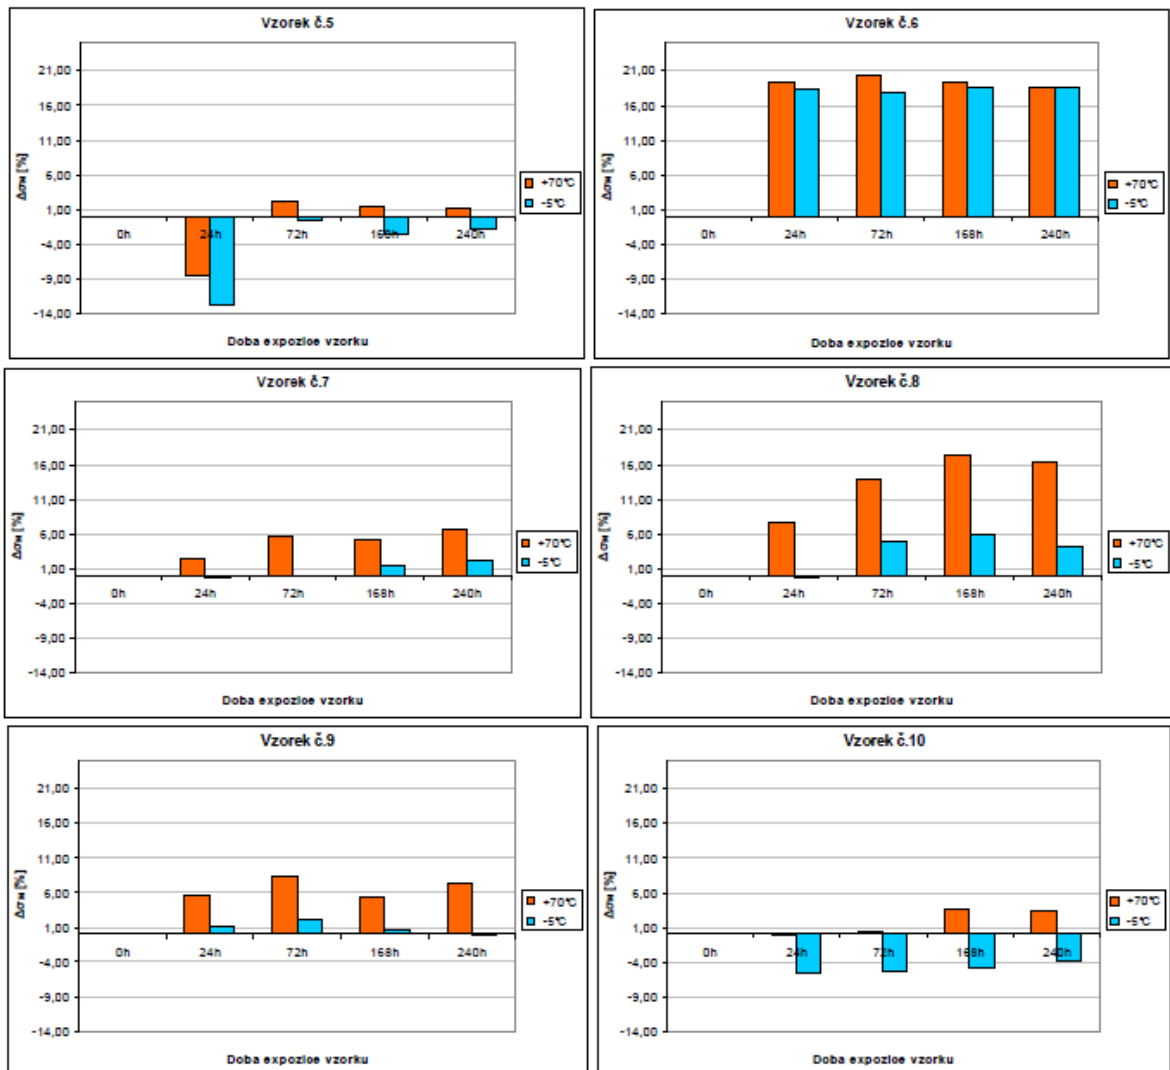 Vzorek č.5
21,00
16,00
11,00
6,00
1,00
-4,00
-9,00
-14,00
Δσм [%]
0h 24h 72h 168h 240h
+70°C
-5°C
Doba expozice vzorku
Vzorek č.6
21,00
16,00
11,00
6,00
1,00
-4,00
-9,00
-14,00
Δσм [%]
0h 24h 72h 168h 240h
+70°C
-5°C
Doba expozice vzorku
Vzorek č.7
21,00
16,00
11,00
6,00
1,00
-4,00
-9,00
-14,00
Δσм [%]
0h 24h 72h 168h 240h
+70°C
-5°C
Doba expozice vzorku
Vzorek č.8
21,00
16,00
11,00
6,00
1,00
-4,00
-9,00
-14,00
Δσм [%]
0h 24h 72h 168h 240h
+70°C
-5°C
Doba expozice vzorku
Vzorek č.9
21,00
16,00
11,00
6,00
1,00
-4,00
-9,00
-14,00
Δσм [%]
0h 24h 72h 168h 240h
+70°C
-5°C
Doba expozice vzorku
Vzorek č.10
21,00
16,00
11,00
6,00
1,00
-4,00
-9,00
-14,00
Δσм [%]
0h 24h 72h 168h 240h
+70°C
-5°C
Doba expozice vzorku